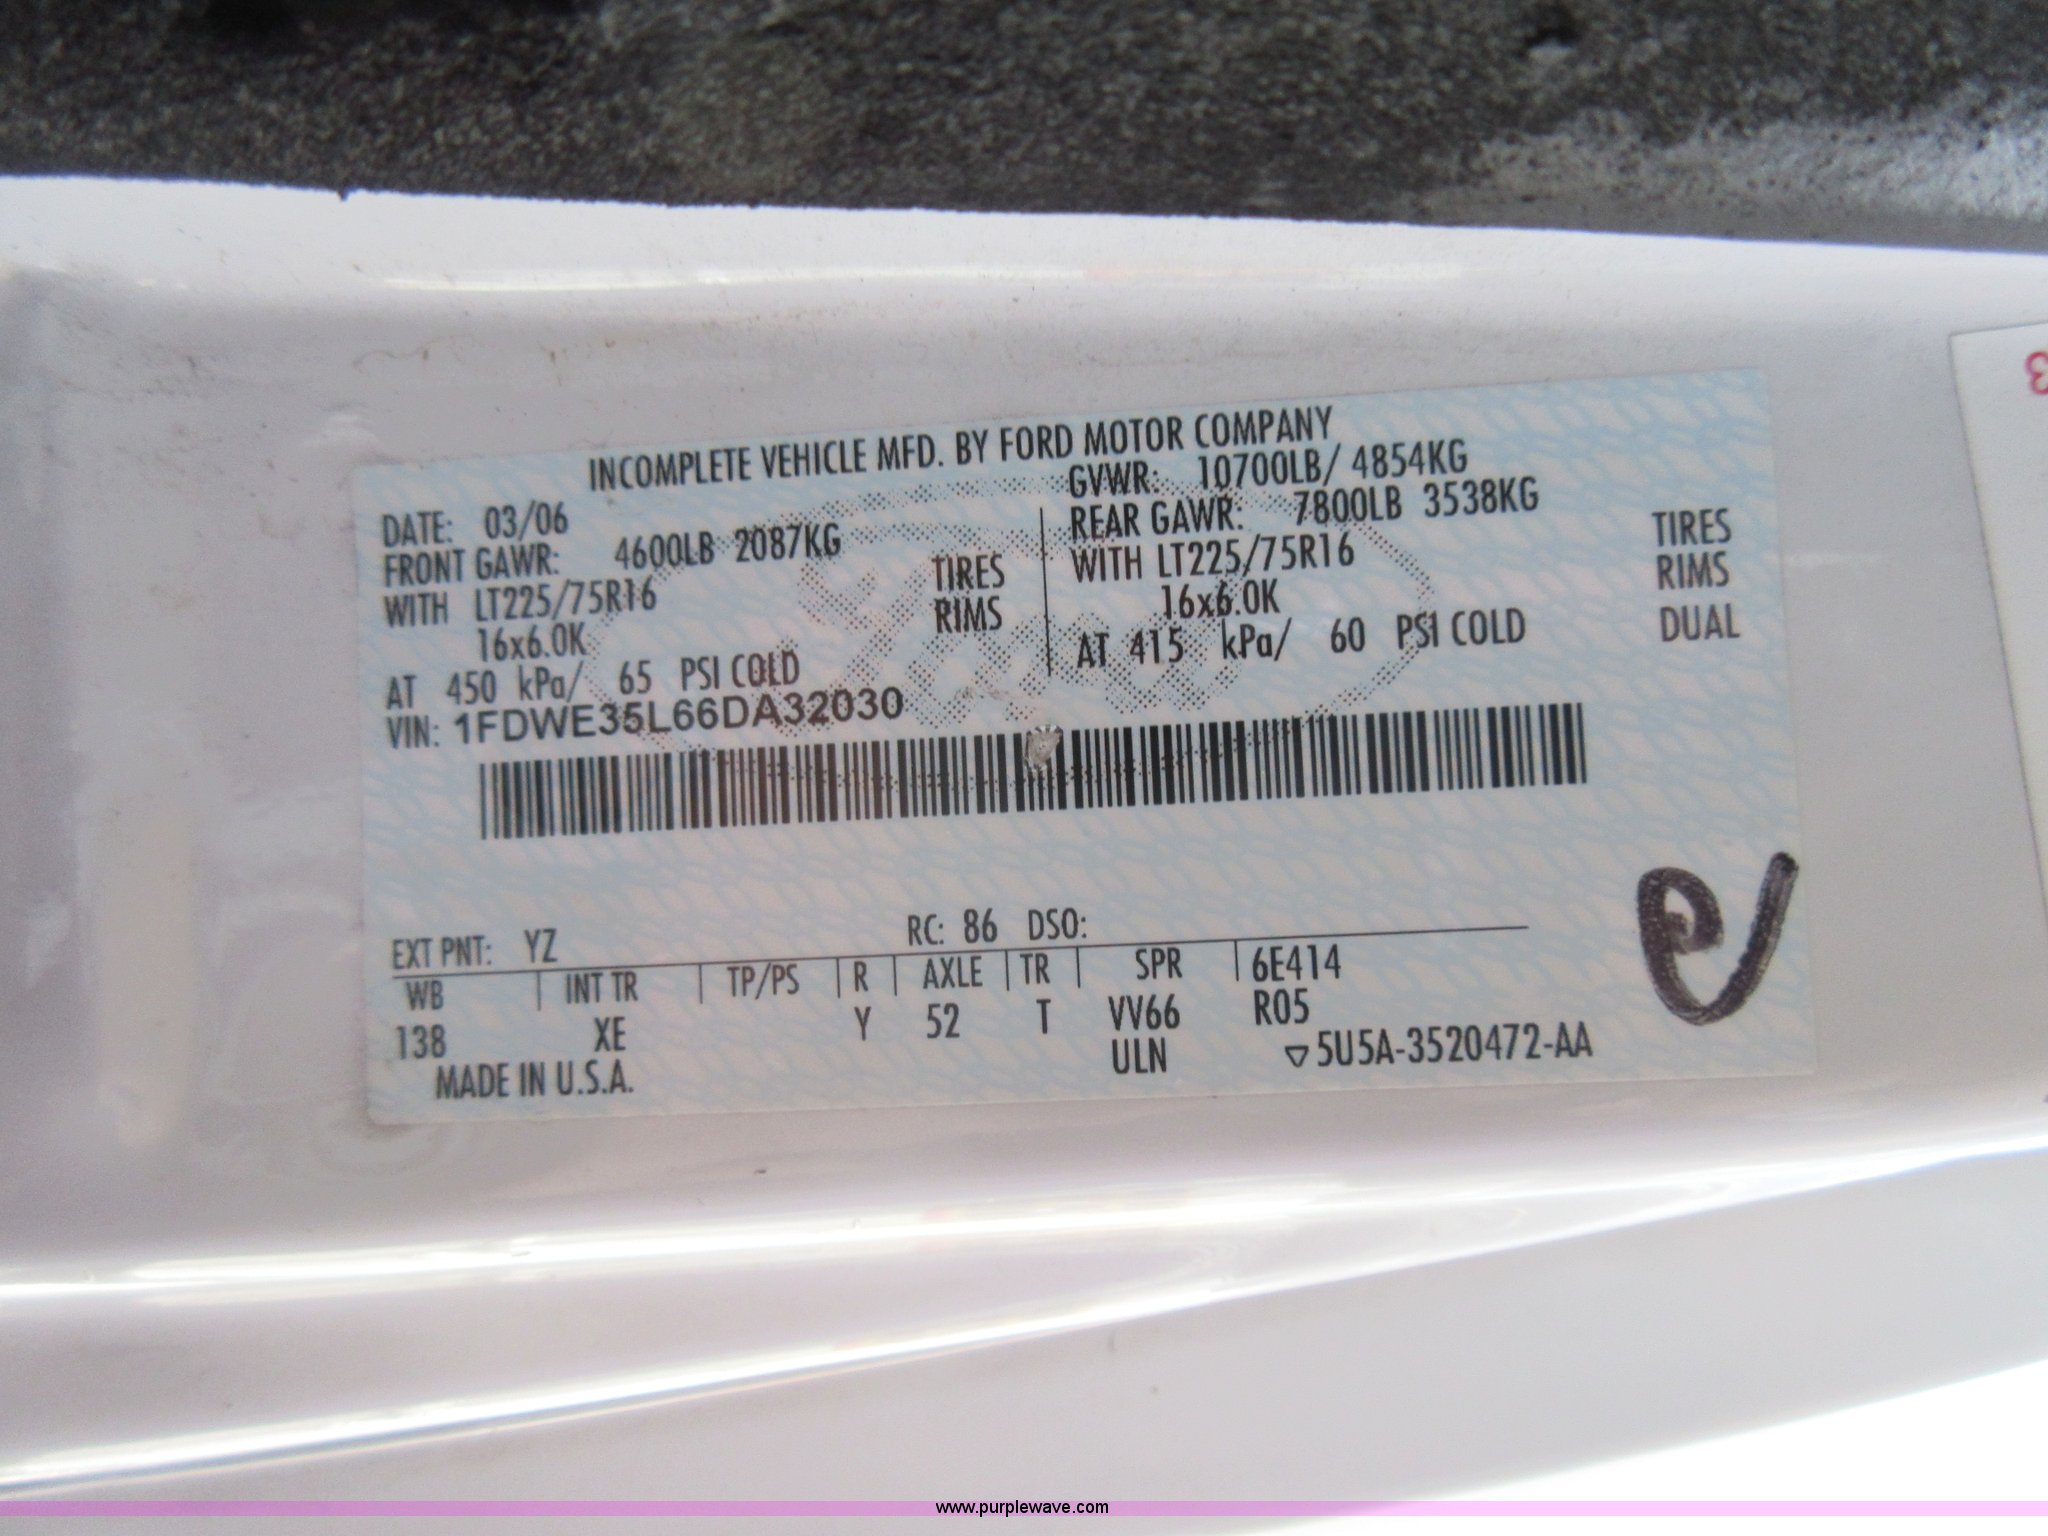 INCOMPLETE VEHICLE MFD. BY FORD MOTOR COMPANY
DATE: 03/06
GVWR: 10700LB/ 4854KG
FRONT GAWR: 4600LB 2087KG
REAR GAWR: 7800LB 3538KG
WITH LT225/75R16 TIRES
WITH LT225/75R16 TIRES
16x6.0K RIMS
16x6.0K RIMS
AT 450 kPa/ 65 PSI COLD
AT 415 kPa/ 60 PSI COLD DUAL
VIN: 1FDWE35L66DA32030
EXT PNT: YZ RC: 86 DSO:
WB INT TR TP/PS R AXLE TR SPR 6E414
138 XE Y 52 T VV66 R05
ULN ▽5U5A-3520472-AA
MADE IN U.S.A.
3
www.purplewave.com